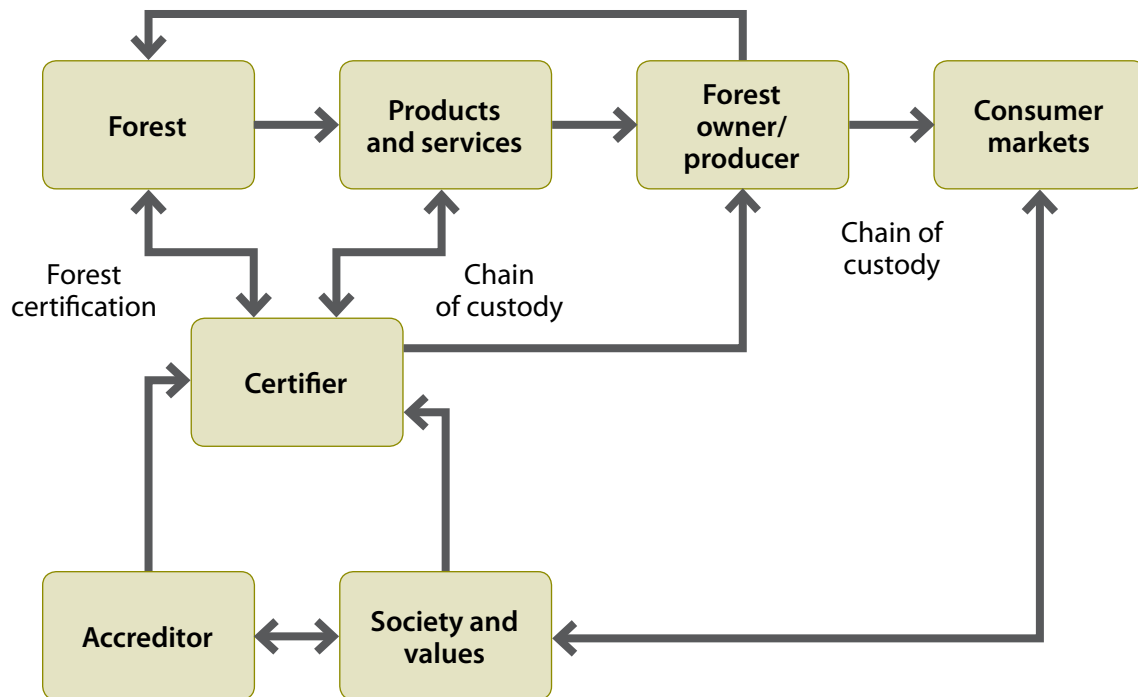 Forest
Products
and services
Forest
owner/
producer
Consumer
markets
Forest
certification
Chain
of custody
Chain of
custody
Certifier
Accreditor
Society and
values